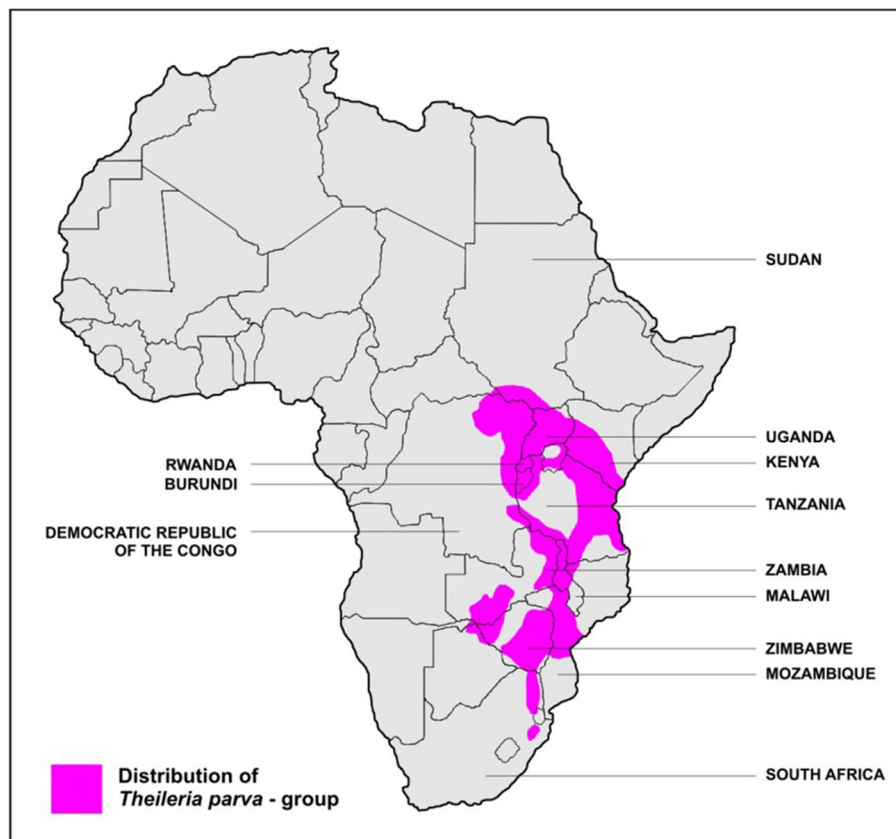 SUDAN
UGANDA
RWANDA
KENYA
BURUNDI
TANZANIA
DEMOCRATIC REPUBLIC
OF THE CONGO
ZAMBIA
MALAWI
ZIMBABWE
MOZAMBIQUE
SOUTH AFRICA
Distribution of
Theileria parva - group